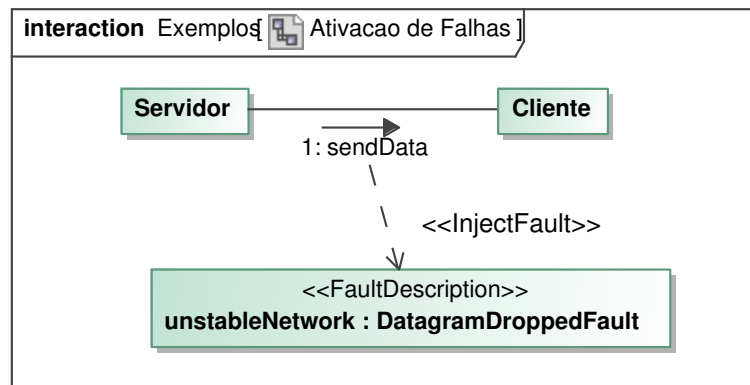 interaction Exemplos[ Ativacao de Falhas ]
Servidor
Cliente
1: sendData
<<InjectFault>>
<<FaultDescription>>
unstableNetwork : DatagramDroppedFault